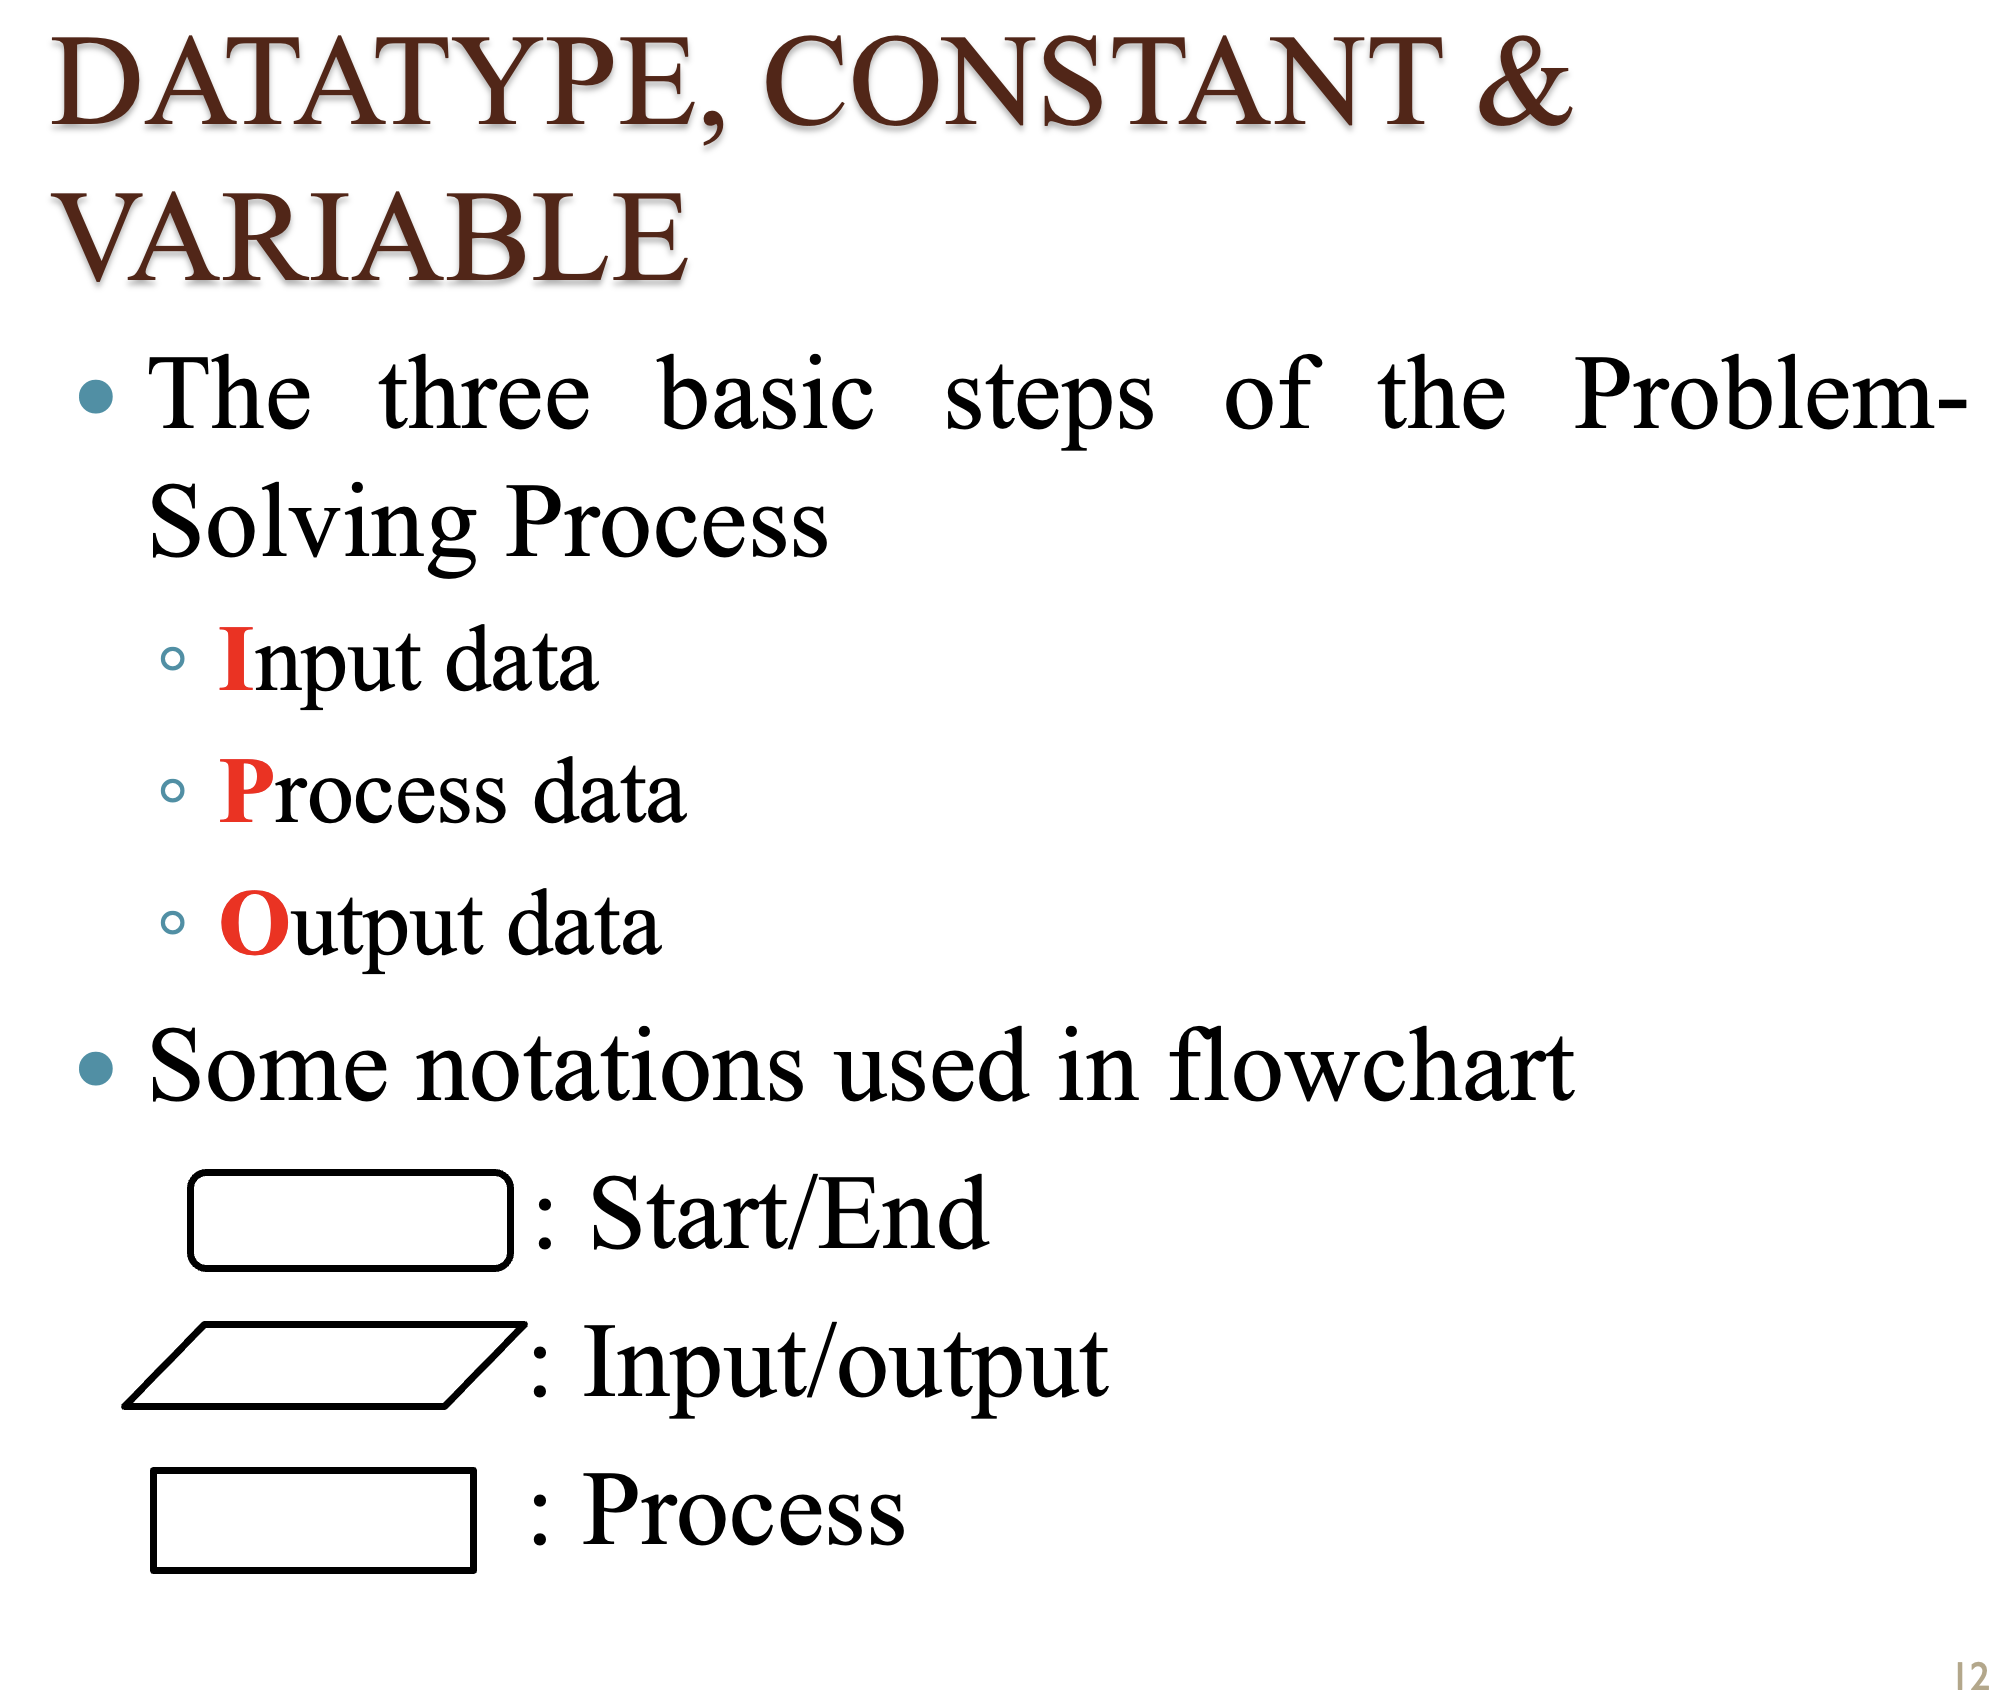 DATATYPE, CONSTANT &
VARIABLE
• The three basic steps of the Problem-
Solving Process
◦ Input data
◦ Process data
◦ Output data
• Some notations used in flowchart
: Start/End
: Input/output
: Process
12